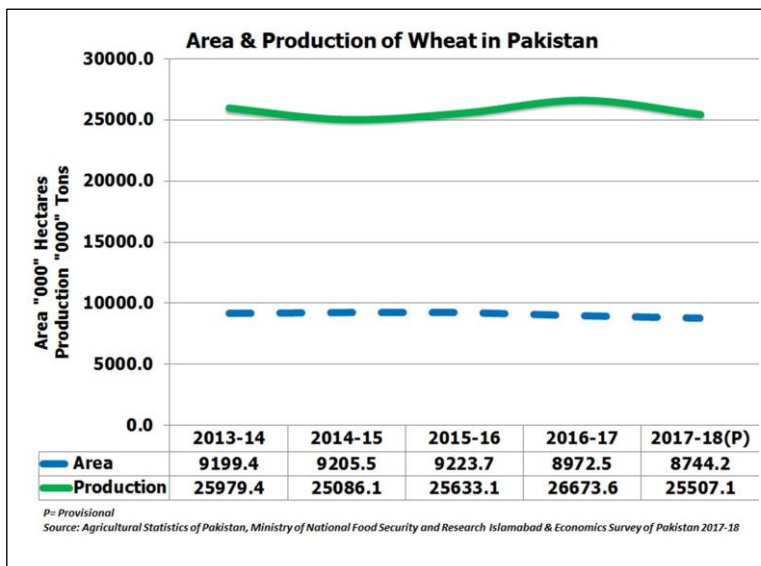 Area & Production of Wheat in Pakistan
Area "000" Hectares
Production "000" Tons
30000.0
25000.0
20000.0
15000.0
10000.0
5000.0
0.0
2013-14 2014-15 2015-16 2016-17 2017-18(P)
Area 9199.4 9205.5 9223.7 8972.5 8744.2
Production 25979.4 25086.1 25633.1 26673.6 25507.1
P= Provisional
Source: Agricultural Statistics of Pakistan, Ministry of National Food Security and Research Islamabad & Economics Survey of Pakistan 2017-18